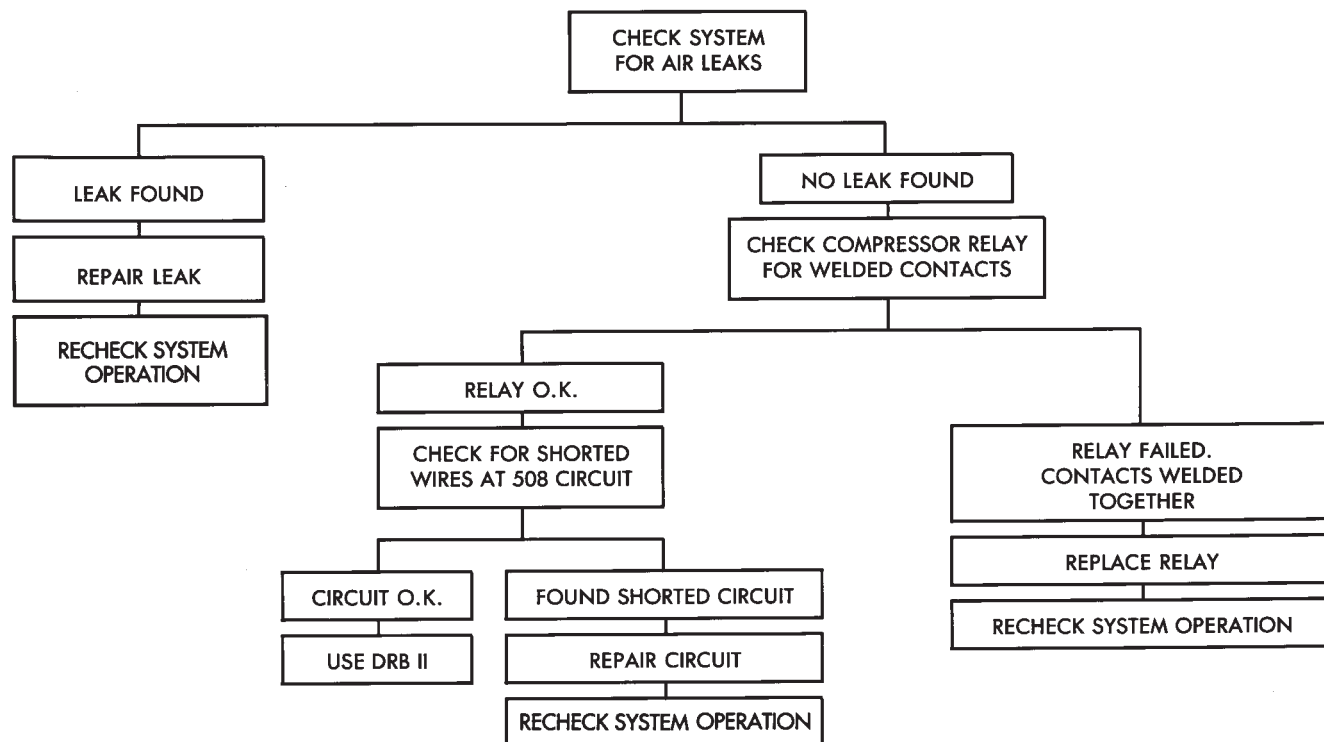 CHECK SYSTEM
FOR AIR LEAKS
LEAK FOUND
REPAIR LEAK
RECHECK SYSTEM
OPERATION
NO LEAK FOUND
CHECK COMPRESSOR RELAY
FOR WELDED CONTACTS
RELAY O.K.
CHECK FOR SHORTED
WIRES AT 508 CIRCUIT
CIRCUIT O.K.
USE DRB II
FOUND SHORTED CIRCUIT
REPAIR CIRCUIT
RECHECK SYSTEM OPERATION
RELAY FAILED.
CONTACTS WELDED
TOGETHER
REPLACE RELAY
RECHECK SYSTEM OPERATION